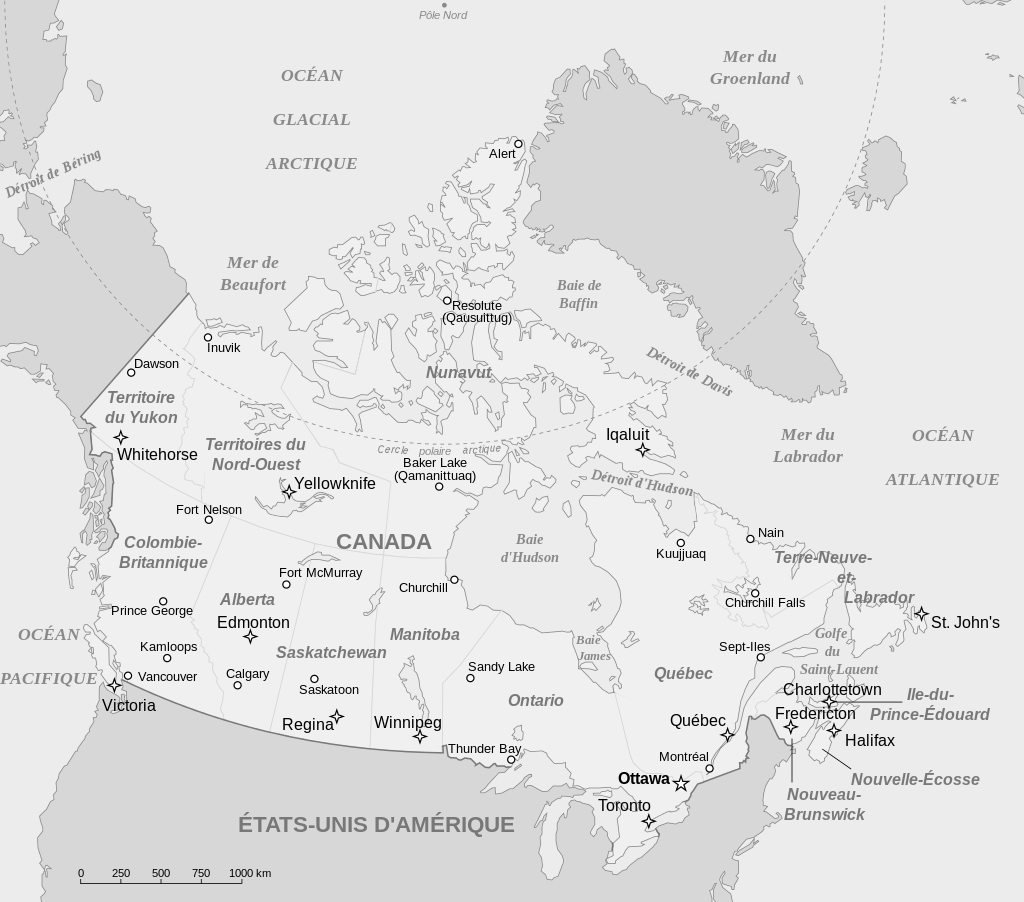 Pôle Nord
OCÉAN
GLACIAL
ARCTIQUE
Mer du
Groenland
Détroit de Béring
Alert
Mer de
Beaufort
Baie de
Baffin
Resolute
(Qausuittug)
Inuvik
Dawson
Nunavut
Détroit de Davis
Territoire
du Yukon
Whitehorse
Territoires du
Nord-Ouest
Yellowknife
Cercle polaire arctique
Baker Lake
(Qamanittuaq)
Iqaluit
Mer du
Labrador
OCÉAN
ATLANTIQUE
Détroit d'Hudson
Fort Nelson
CANADA
Baie
d'Hudson
Nain
Kuujjuaq
Colombie-
Britannique
Terre-Neuve-
et-
Labrador
Fort McMurray
Churchill
Churchill Falls
Prince George
Alberta
Edmonton
St. John's
OCÉAN
PACIFIQUE
Manitoba
Saskatchewan
Baie
James
Golfe
du
Saint-Lauent
Kamloops
Sept-Iles
Vancouver
Calgary
Saskatoon
Sandy Lake
Québec
Victoria
Ontario
Charlottetown
Ile-du-
Prince-Édouard
Regina
Winnipeg
Québec
Fredericton
Halifax
Thunder Bay
Montréal
Ottawa
Nouvelle-Écosse
Toronto
Nouveau-
Brunswick
ÉTATS-UNIS D'AMÉRIQUE
0 250 500 750 1000 km